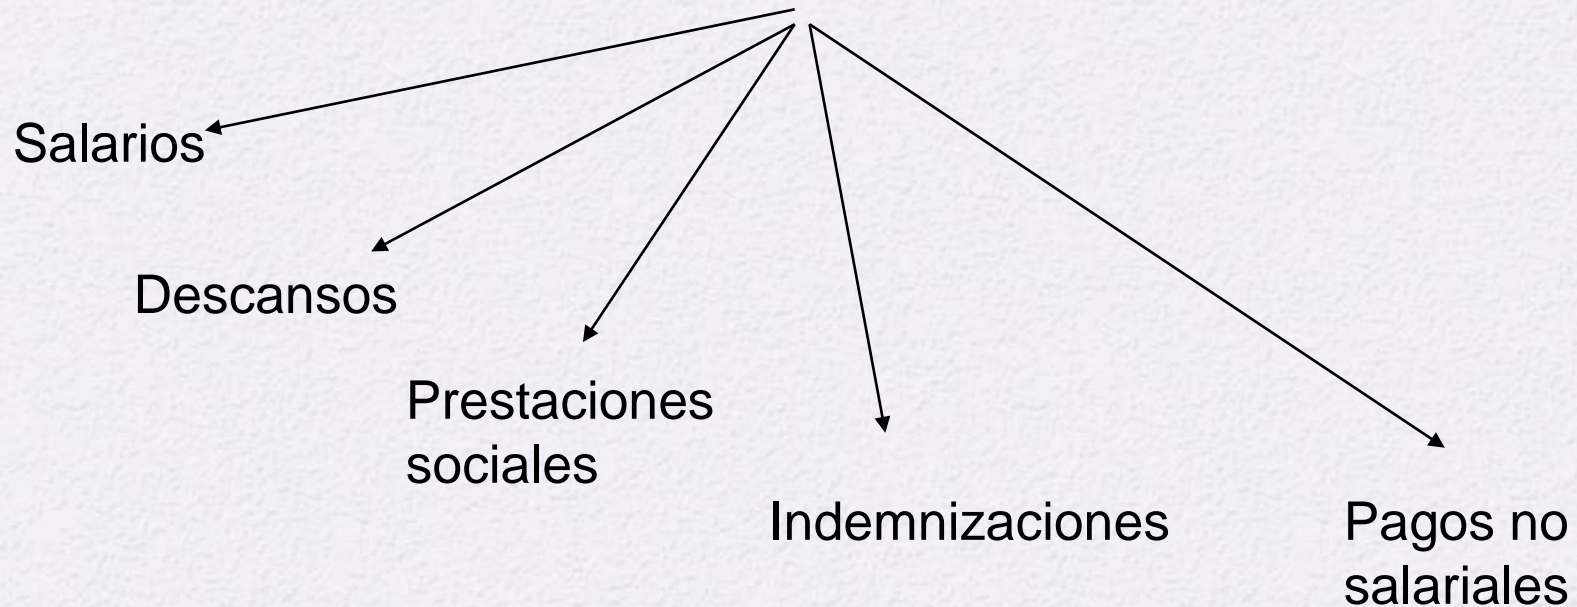 Salarios
Descansos
Prestaciones
sociales
Indemnizaciones
Pagos no
salariales